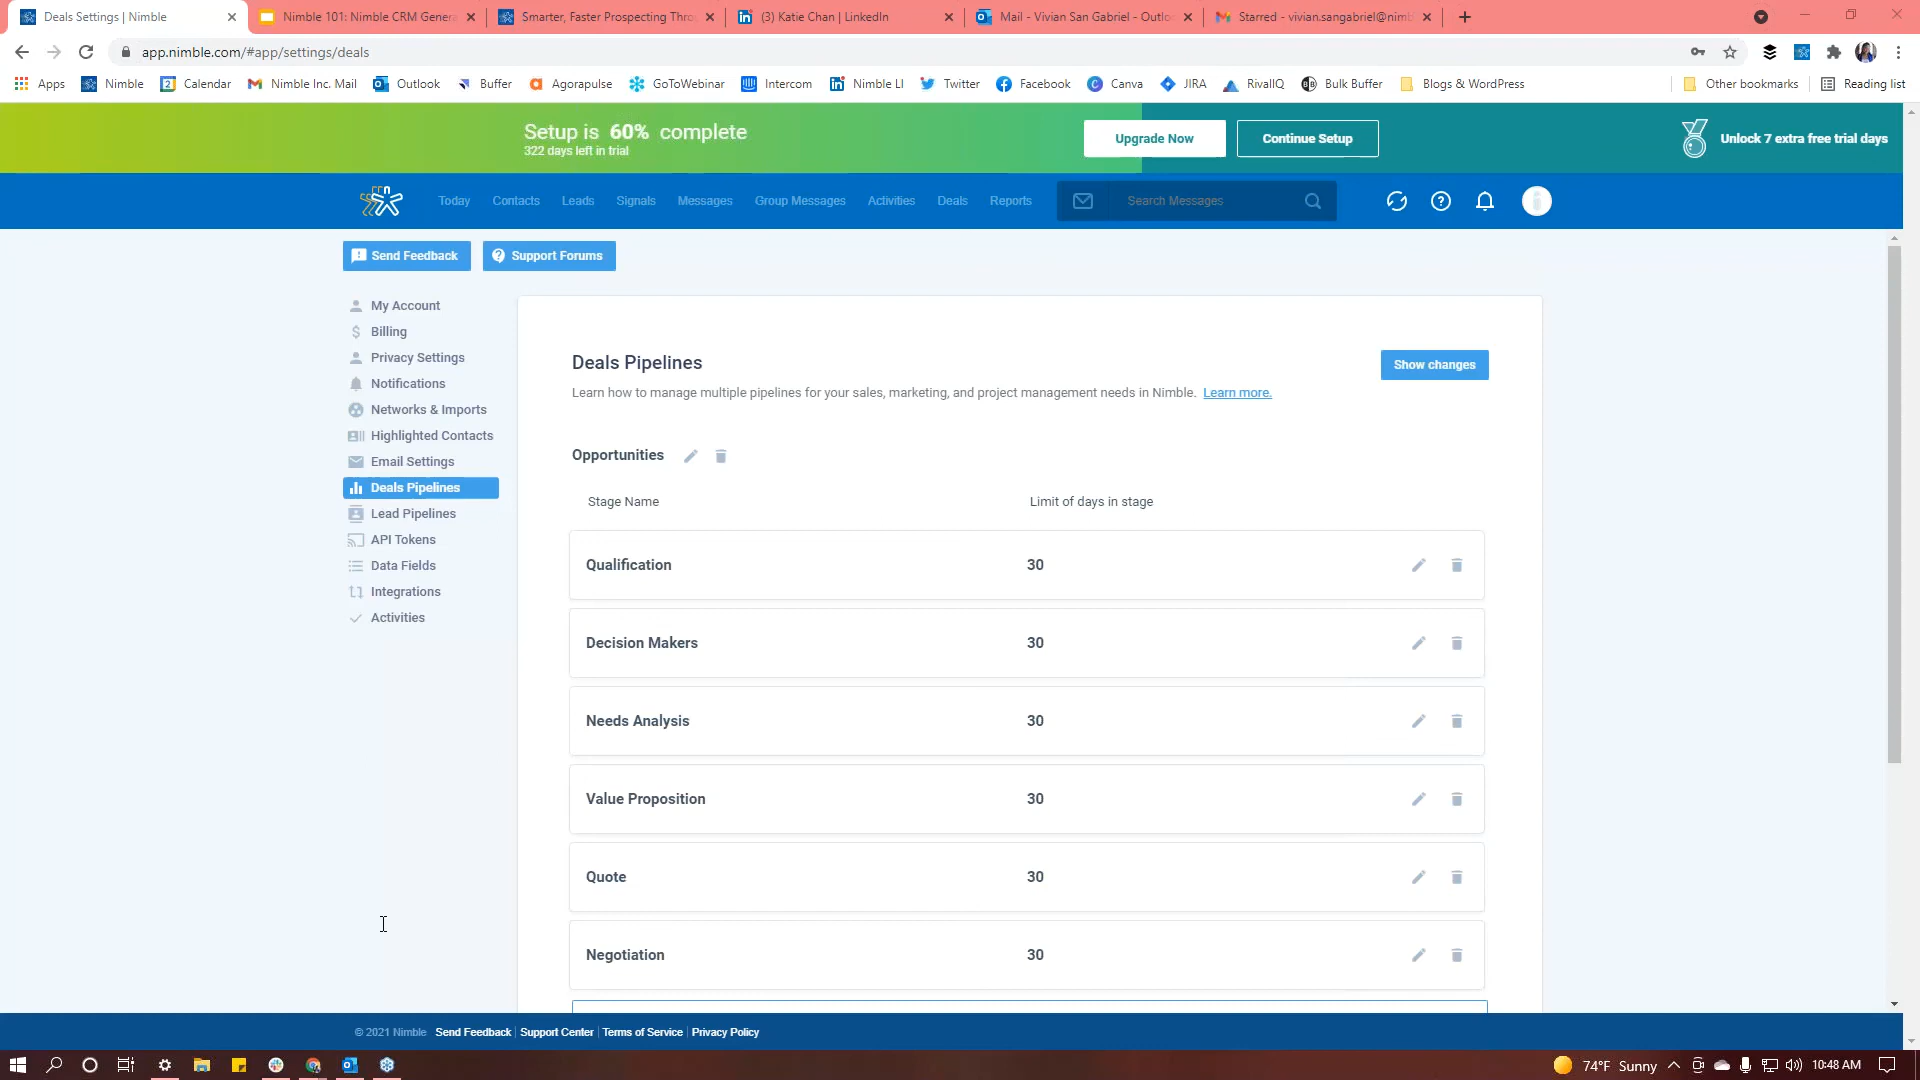 Deals Settings | Nimble
Nimble 101: Nimble CRM Genera
Smarter, Faster Prospecting Throu
(3) Katie Chan | LinkedIn
Mail - Vivian San Gabriel - Outlo
Starred - vivian.sangabriel@nimb
app.nimble.com/#app/settings/deals
Apps
Nimble
Calendar
Nimble Inc. Mail
Outlook
Buffer
Agorapulse
GoToWebinar
Intercom
Nimble LI
Twitter
Facebook
Canva
JIRA
RivalIQ
Bulk Buffer
Blogs & WordPress
Other bookmarks
Reading list
Setup is 60% complete
322 days left in trial
Upgrade Now
Continue Setup
Unlock 7 extra free trial days
Today
Contacts
Leads
Signals
Messages
Group Messages
Activities
Deals
Reports
Search Messages
Send Feedback
Support Forums
My Account
Billing
Privacy Settings
Notifications
Networks & Imports
Highlighted Contacts
Email Settings
Deals Pipelines
Lead Pipelines
API Tokens
Data Fields
Integrations
Activities
Deals Pipelines
Show changes
Learn how to manage multiple pipelines for your sales, marketing, and project management needs in Nimble. Learn more.
Opportunities
Stage Name
Limit of days in stage
Qualification 30
Decision Makers 30
Needs Analysis 30
Value Proposition 30
Quote 30
Negotiation 30
© 2021 Nimble Send Feedback | Support Center | Terms of Service | Privacy Policy
74°F Sunny
10:48 AM